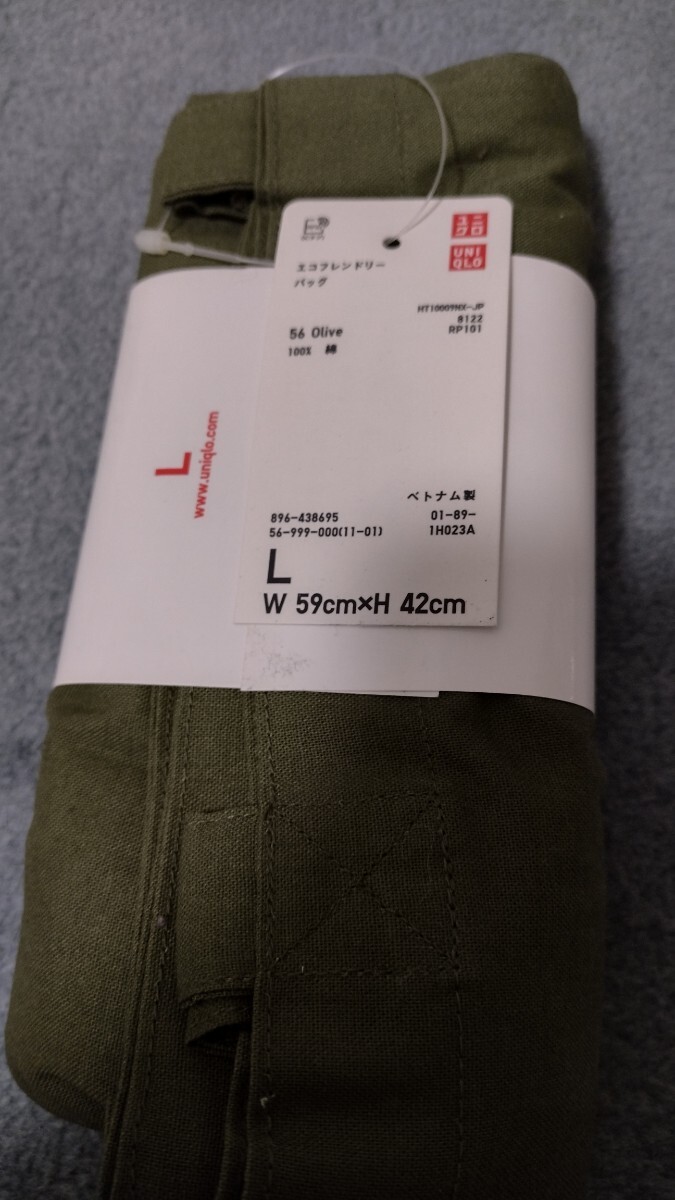 ユニ
クロ
UNI
QLO
エコフレンドリー
バッグ
HT10009NX-JP
8122
RP101
56 Olive
100% 綿
L
www.uniqlo.com
ベトナム製
896-438695 01-89-
56-999-000(11-01) 1H023A
L
W 59cm×H 42cm